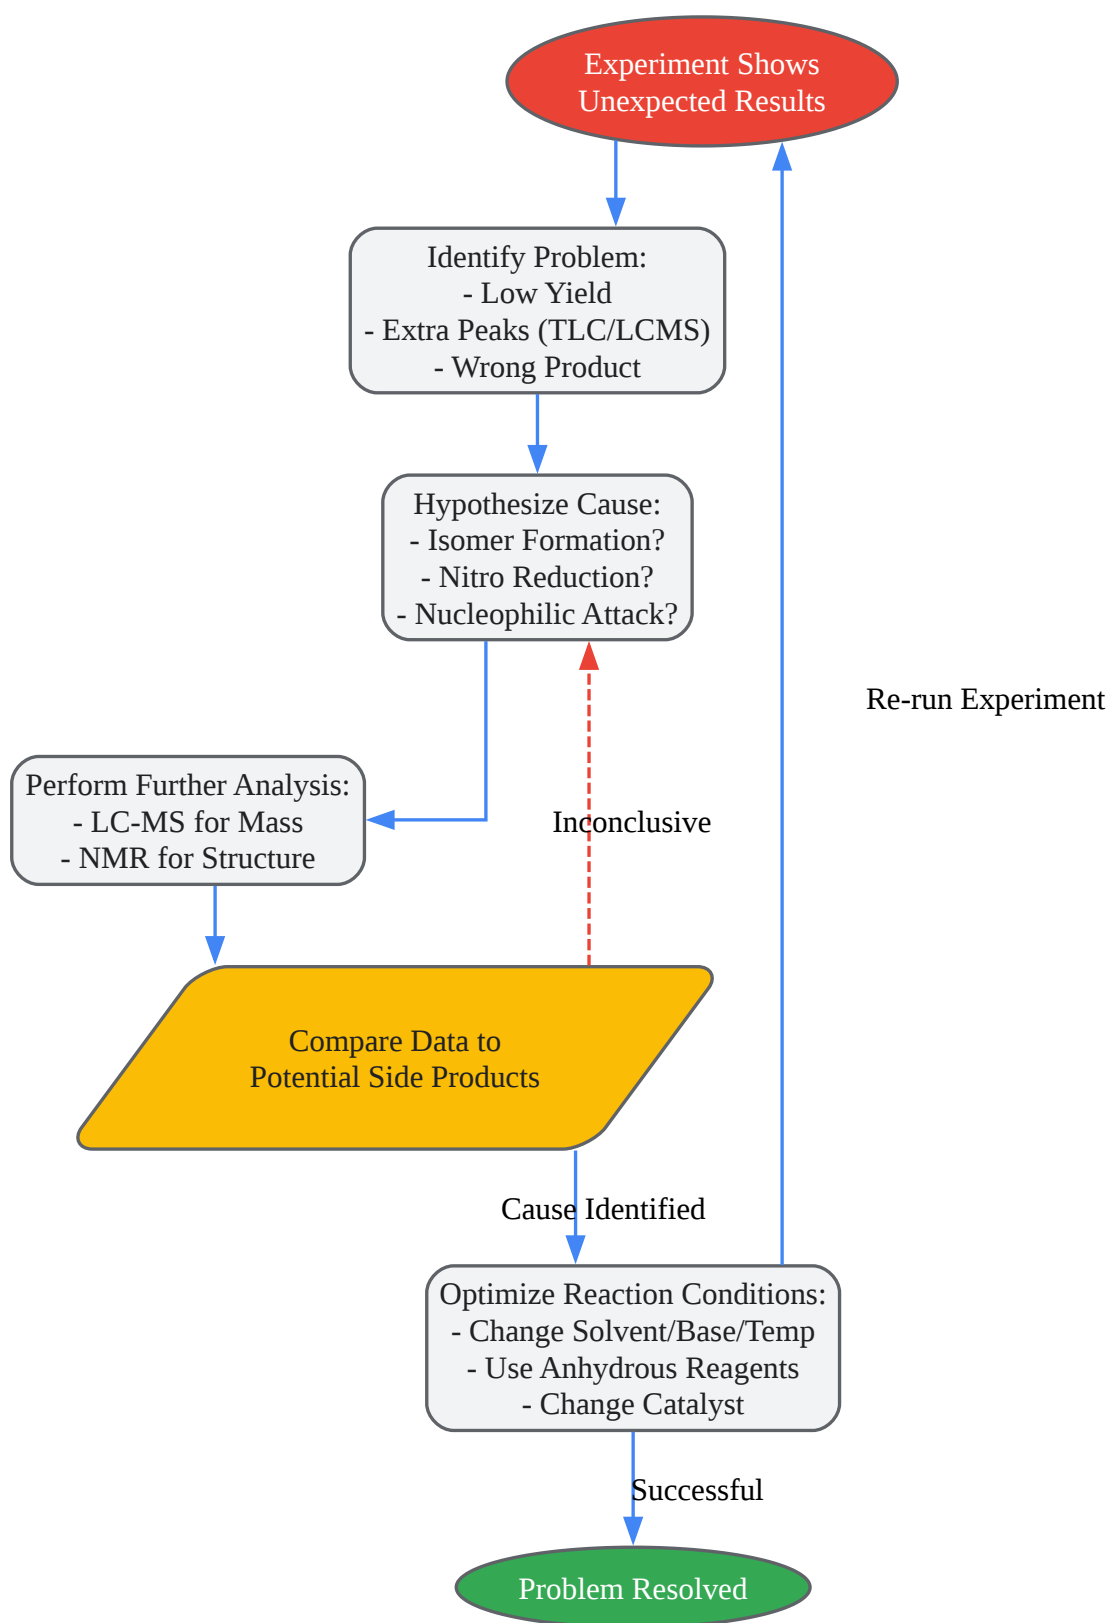 Experiment Shows
Unexpected Results
Identify Problem:
- Low Yield
- Extra Peaks (TLC/LCMS)
- Wrong Product
Hypothesize Cause:
- Isomer Formation?
- Nitro Reduction?
- Nucleophilic Attack?
Re-run Experiment
Perform Further Analysis:
- LC-MS for Mass
- NMR for Structure
Inconclusive
Compare Data to
Potential Side Products
Cause Identified
Optimize Reaction Conditions:
- Change Solvent/Base/Temp
- Use Anhydrous Reagents
- Change Catalyst
Successful
Problem Resolved